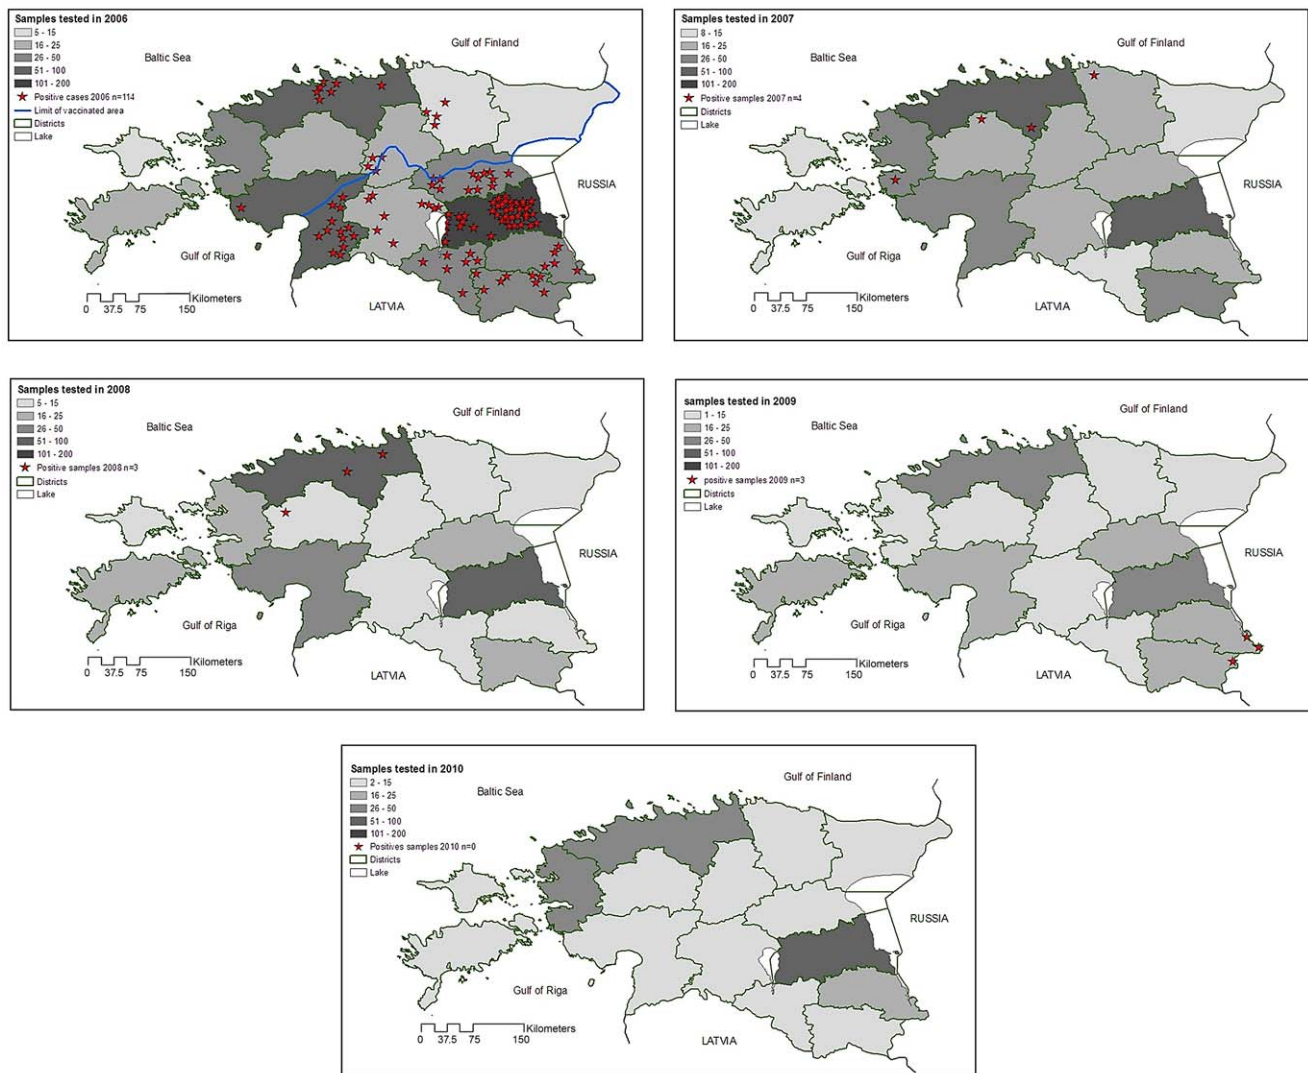 Samples tested in 2006
5 - 15
16 - 25
26 - 50
51 - 100
101 - 200
Positive cases 2006 n=114
Limit of vaccinated area
Districts
Lake
Baltic Sea
Gulf of Finland
RUSSIA
Gulf of Riga
LATVIA
Kilometers
0 37.5 75 150
Samples tested in 2007
8 - 15
16 - 25
26 - 50
51 - 100
101 - 200
Positive samples 2007 n=4
Districts
Lake
Baltic Sea
Gulf of Finland
RUSSIA
Gulf of Riga
LATVIA
Kilometers
0 37.5 75 150
Samples tested in 2008
5 - 15
16 - 25
26 - 50
51 - 100
101 - 200
Positive samples 2008 n=3
Districts
Lake
Baltic Sea
Gulf of Finland
RUSSIA
Gulf of Riga
LATVIA
Kilometers
0 37.5 75 150
samples tested in 2009
1 - 15
16 - 25
26 - 50
51 - 100
101 - 200
positive samples 2009 n=3
Districts
Lake
Baltic Sea
Gulf of Finland
RUSSIA
Gulf of Riga
LATVIA
Kilometers
0 37.5 75 150
Samples tested in 2010
2 - 15
16 - 25
26 - 50
51 - 100
101 - 200
Positives samples 2010 n=0
Districts
Lake
Baltic Sea
Gulf of Finland
RUSSIA
Gulf of Riga
LATVIA
Kilometers
0 37.5 75 150